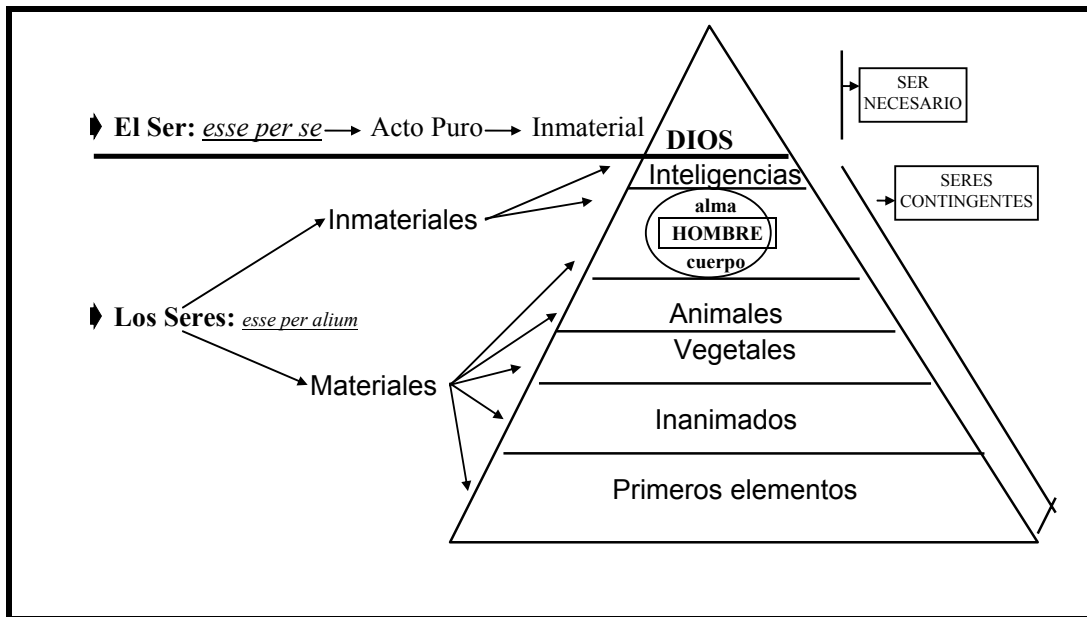 SER
NECESARIO
El Ser: esse per se Acto Puro Inmaterial
DIOS
Inteligencias
SERES
CONTINGENTES
alma
Inmateriales
HOMBRE
cuerpo
Los Seres: esse per alium
Animales
Vegetales
Materiales
Inanimados
Primeros elementos